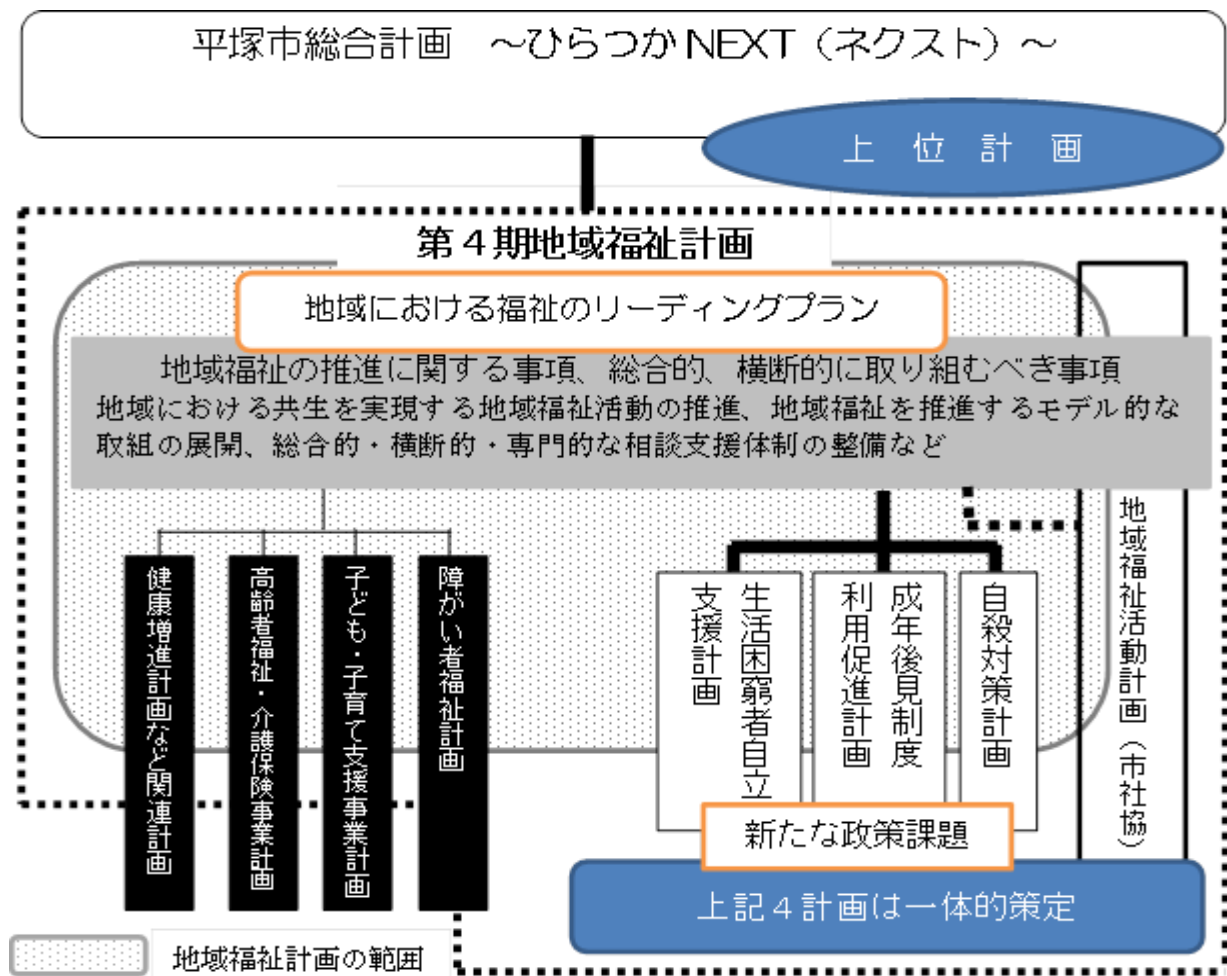 平塚市総合計画　～ひらつかNEXT（ネクスト）～
上　位　計　画
第４期地域福祉計画
地域における福祉のリーディングプラン
地域福祉の推進に関する事項、総合的、横断的に取り組むべき事項
地域における共生を実現する地域福祉活動の推進、地域福祉を推進するモデル的な
取組の展開、総合的・横断的・専門的な相談支援体制の整備など
健康増進計画など関連計画
高齢者福祉・介護保険事業計画
子ども・子育て支援事業計画
障がい者福祉計画
生活困窮者自立
支援計画
成年後見制度
利用促進計画
自殺対策計画
地域福祉活動計画（市社協）
新たな政策課題
上記４計画は一体的策定
地域福祉計画の範囲